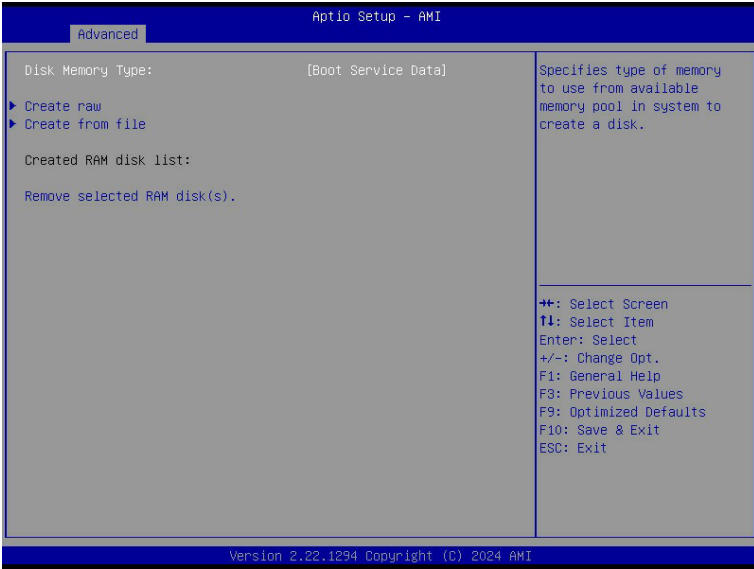 Aptio Setup – AMI
Advanced
Disk Memory Type: [Boot Service Data]
Create raw
Create from file
Created RAM disk list:
Remove selected RAM disk(s).
Specifies type of memory
to use from available
memory pool in system to
create a disk.
→←: Select Screen
↑↓: Select Item
Enter: Select
+/-: Change Opt.
F1: General Help
F3: Previous Values
F9: Optimized Defaults
F10: Save & Exit
ESC: Exit
Version 2.22.1294 Copyright (C) 2024 AMI